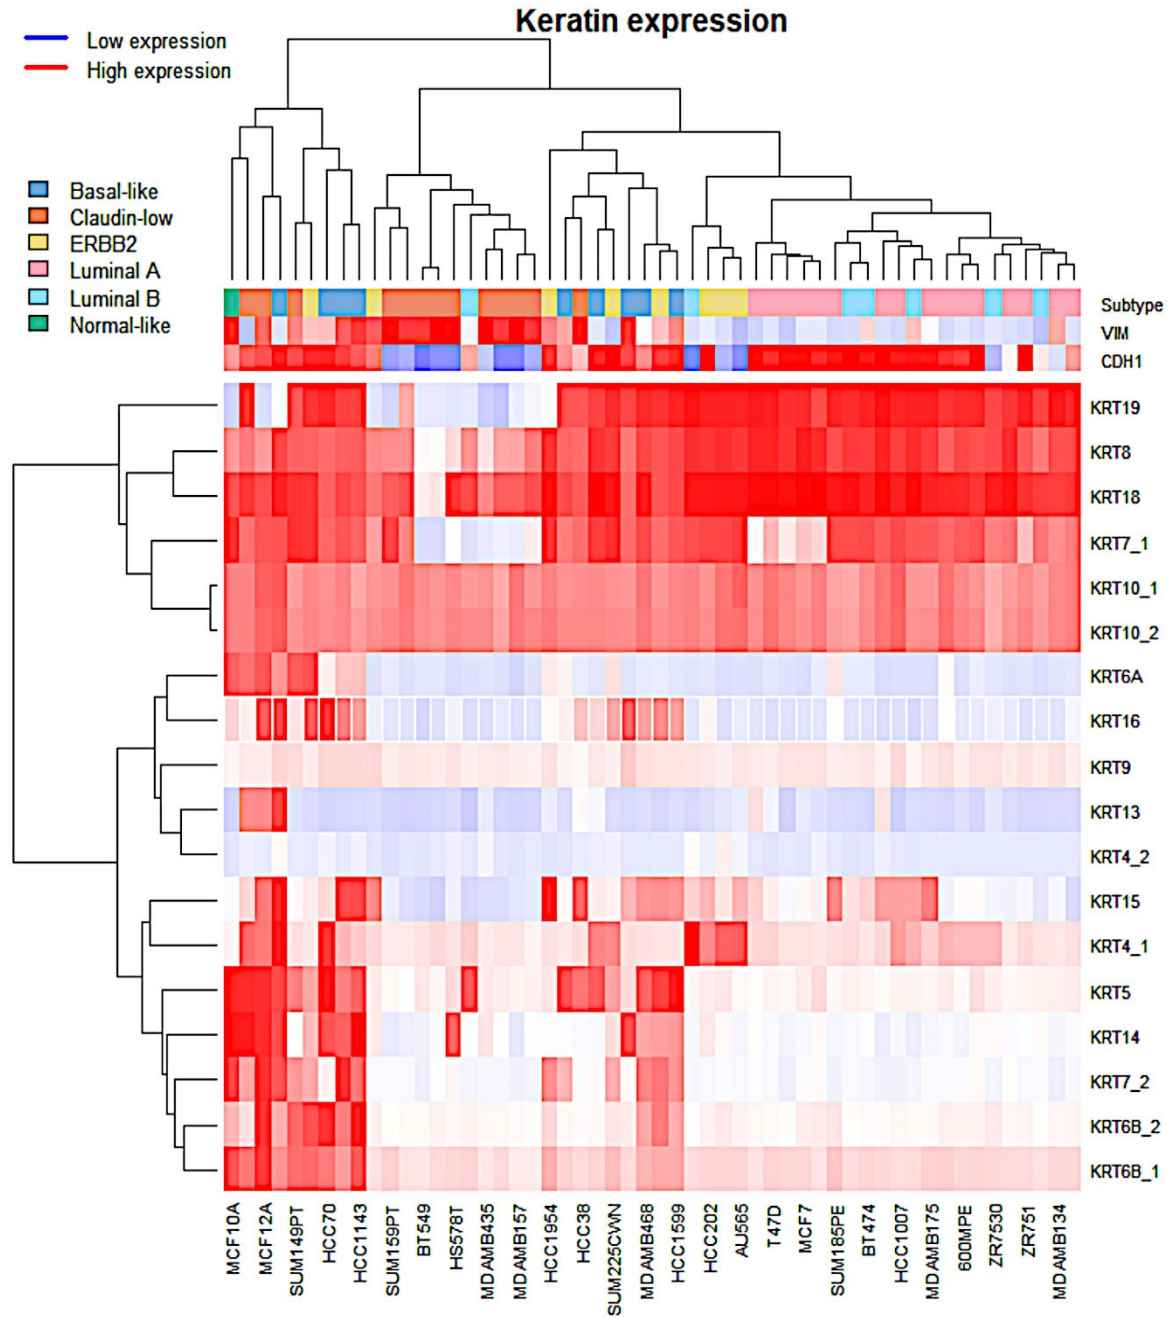 Keratin expression
Low expression
High expression
Basal-like
Claudin-low
ERBB2
Luminal A
Luminal B
Normal-like
Subtype
VIM
CDH1
KRT19
KRT8
KRT18
KRT7_1
KRT10_1
KRT10_2
KRT6A
KRT16
KRT9
KRT13
KRT4_2
KRT15
KRT4_1
KRT5
KRT14
KRT7_2
KRT6B_2
KRT6B_1
MCF10A
MCF12A
SUM149PT
HCC70
HCC1143
SUM159PT
BT549
HS578T
MDAMB435
MDAMB157
HCC1954
HCC38
SUM225CWN
MDAMB468
HCC1599
HCC202
AU565
T47D
MCF7
SUM185PE
BT474
HCC1007
MDAMB175
600MPE
ZR7530
ZR751
MDAMB134